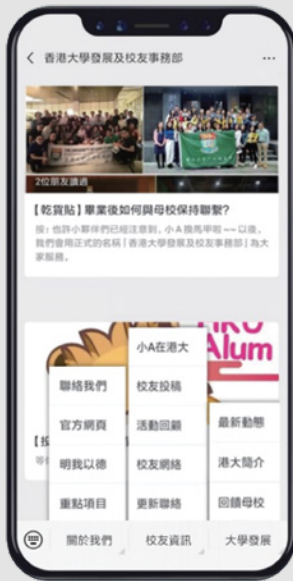 香港大學發展及校友事務部
2位朋友讀過
【乾貨貼】畢業後如何與母校保持聯繫?
按：也許小夥伴們已經注意到，小A換馬甲啦~~以後，
我們會用正式的名稱「香港大學發展及校友事務部」為大
家服務。
HKU
Alum
小A在港大
聯絡我們
校友投稿
官方網頁
活動回顧
最新動態
明我以德
校友網絡
港大簡介
重點項目
更新聯絡
回饋母校
關於我們
校友資訊
大學發展